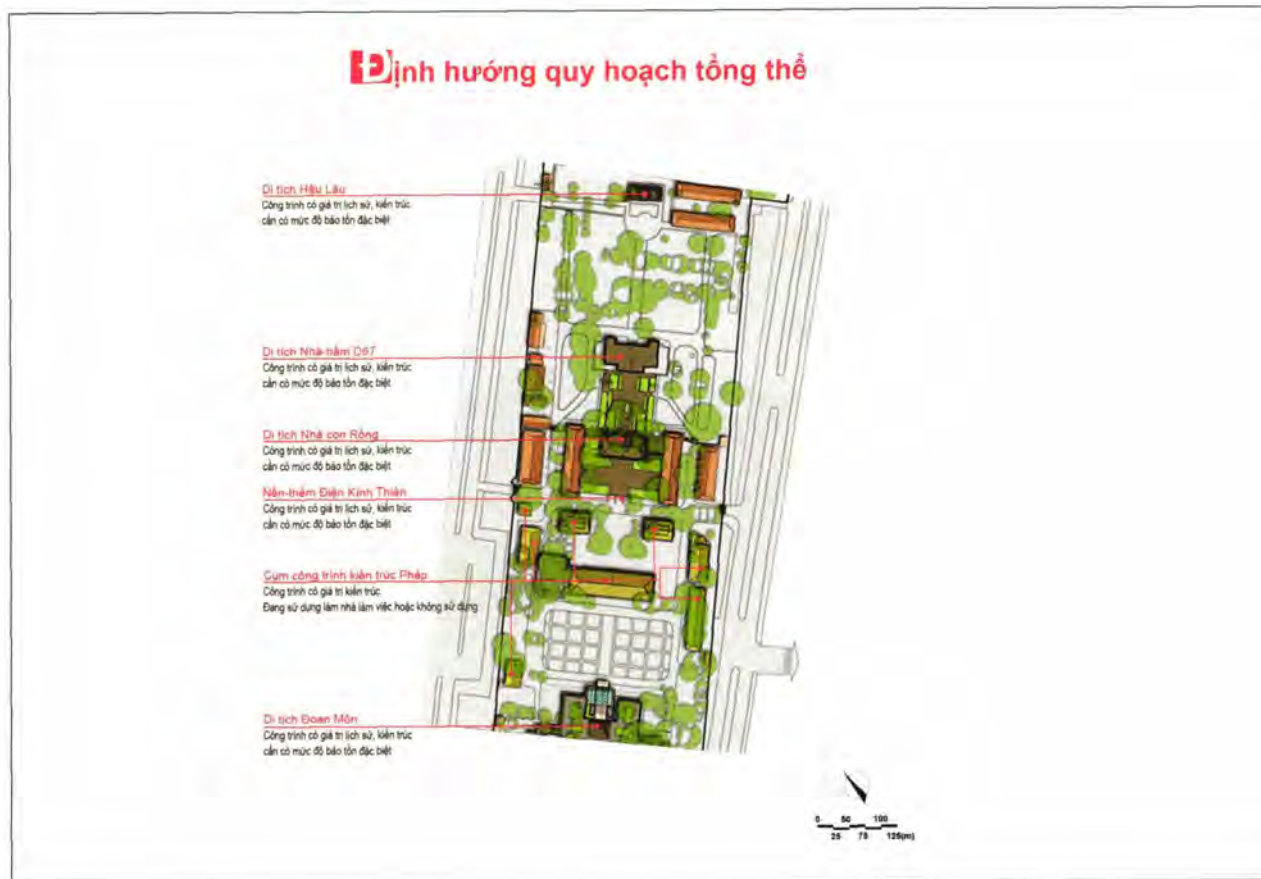 Định hướng quy hoạch tổng thể
Di tích Hậu Lâu
Công trình có giá trị lịch sử, kiến trúc
cần có mức độ bảo tồn đặc biệt
Di tích Nhà hầm D67
Công trình có giá trị lịch sử, kiến trúc
cần có mức độ bảo tồn đặc biệt
Di tích Nhà con Rồng
Công trình có giá trị lịch sử, kiến trúc
cần có mức độ bảo tồn đặc biệt
Nền-thềm Điện Kính Thiên
Công trình có giá trị lịch sử, kiến trúc
cần có mức độ bảo tồn đặc biệt
Cụm công trình kiến trúc Pháp
Công trình có giá trị kiến trúc
Đang sử dụng làm nhà làm việc hoặc không sử dụng
Di tích Đoan Môn
Công trình có giá trị lịch sử, kiến trúc
cần có mức độ bảo tồn đặc biệt
0 50 100
25 75 125(m)